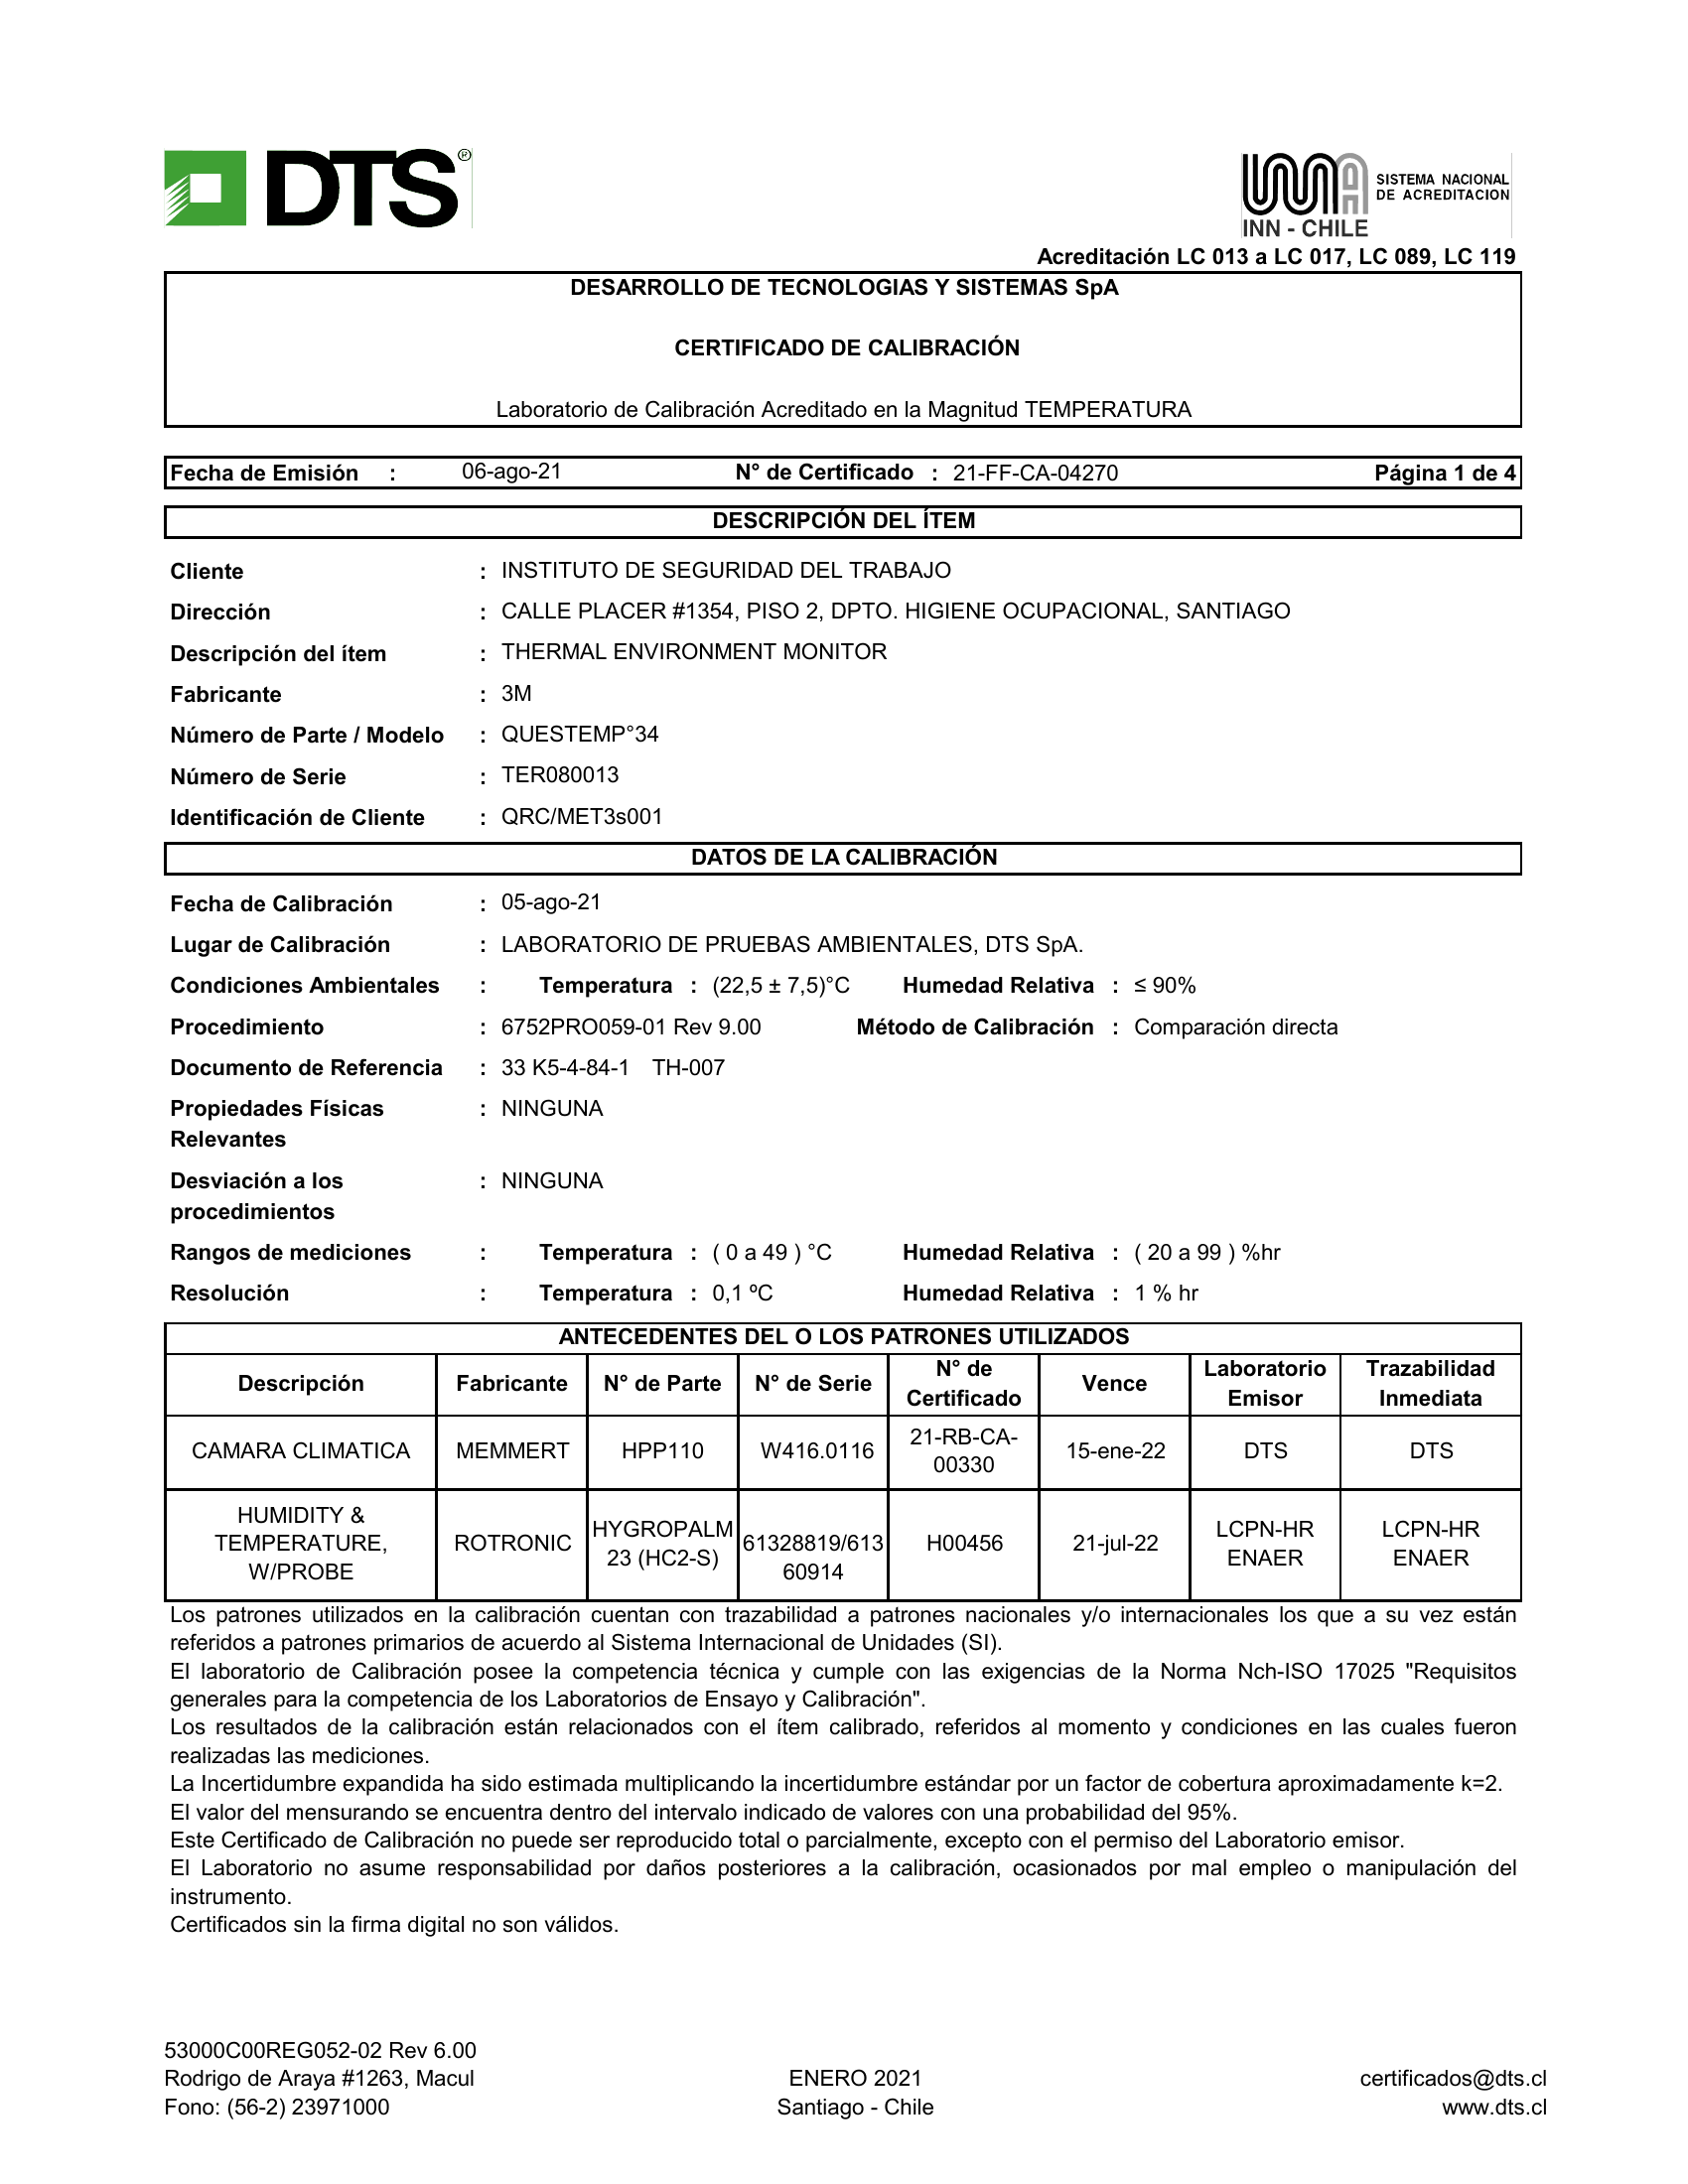 DTS®
SISTEMA NACIONAL
DE ACREDITACION
INN - CHILE
Acreditación LC 013 a LC 017, LC 089, LC 119
DESARROLLO DE TECNOLOGIAS Y SISTEMAS SpA
CERTIFICADO DE CALIBRACIÓN
Laboratorio de Calibración Acreditado en la Magnitud TEMPERATURA
Fecha de Emisión : 06-ago-21 N° de Certificado : 21-FF-CA-04270 Página 1 de 4
DESCRIPCIÓN DEL ÍTEM
Cliente : INSTITUTO DE SEGURIDAD DEL TRABAJO
Dirección : CALLE PLACER #1354, PISO 2, DPTO. HIGIENE OCUPACIONAL, SANTIAGO
Descripción del ítem : THERMAL ENVIRONMENT MONITOR
Fabricante : 3M
Número de Parte / Modelo : QUESTEMP°34
Número de Serie : TER080013
Identificación de Cliente : QRC/MET3s001
DATOS DE LA CALIBRACIÓN
Fecha de Calibración : 05-ago-21
Lugar de Calibración : LABORATORIO DE PRUEBAS AMBIENTALES, DTS SpA.
Condiciones Ambientales : Temperatura : (22,5 ± 7,5)°C Humedad Relativa : ≤ 90%
Procedimiento : 6752PRO059-01 Rev 9.00 Método de Calibración : Comparación directa
Documento de Referencia : 33 K5-4-84-1 TH-007
Propiedades Físicas : NINGUNA
Relevantes
Desviación a los : NINGUNA
procedimientos
Rangos de mediciones : Temperatura : ( 0 a 49 ) °C Humedad Relativa : ( 20 a 99 ) %hr
Resolución : Temperatura : 0,1 ºC Humedad Relativa : 1 % hr
ANTECEDENTES DEL O LOS PATRONES UTILIZADOS
Descripción Fabricante N° de Parte N° de Serie N° de Certificado Vence Laboratorio Emisor Trazabilidad Inmediata
CAMARA CLIMATICA MEMMERT HPP110 W416.0116 21-RB-CA-00330 15-ene-22 DTS DTS
HUMIDITY & TEMPERATURE, W/PROBE ROTRONIC HYGROPALM 23 (HC2-S) 61328819/61360914 H00456 21-jul-22 LCPN-HR ENAER LCPN-HR ENAER
Los patrones utilizados en la calibración cuentan con trazabilidad a patrones nacionales y/o internacionales los que a su vez están
referidos a patrones primarios de acuerdo al Sistema Internacional de Unidades (SI).
El laboratorio de Calibración posee la competencia técnica y cumple con las exigencias de la Norma Nch-ISO 17025 "Requisitos
generales para la competencia de los Laboratorios de Ensayo y Calibración".
Los resultados de la calibración están relacionados con el ítem calibrado, referidos al momento y condiciones en las cuales fueron
realizadas las mediciones.
La Incertidumbre expandida ha sido estimada multiplicando la incertidumbre estándar por un factor de cobertura aproximadamente k=2.
El valor del mensurando se encuentra dentro del intervalo indicado de valores con una probabilidad del 95%.
Este Certificado de Calibración no puede ser reproducido total o parcialmente, excepto con el permiso del Laboratorio emisor.
El Laboratorio no asume responsabilidad por daños posteriores a la calibración, ocasionados por mal empleo o manipulación del
instrumento.
Certificados sin la firma digital no son válidos.
53000C00REG052-02 Rev 6.00
Rodrigo de Araya #1263, Macul ENERO 2021 certificados@dts.cl
Fono: (56-2) 23971000 Santiago - Chile www.dts.cl